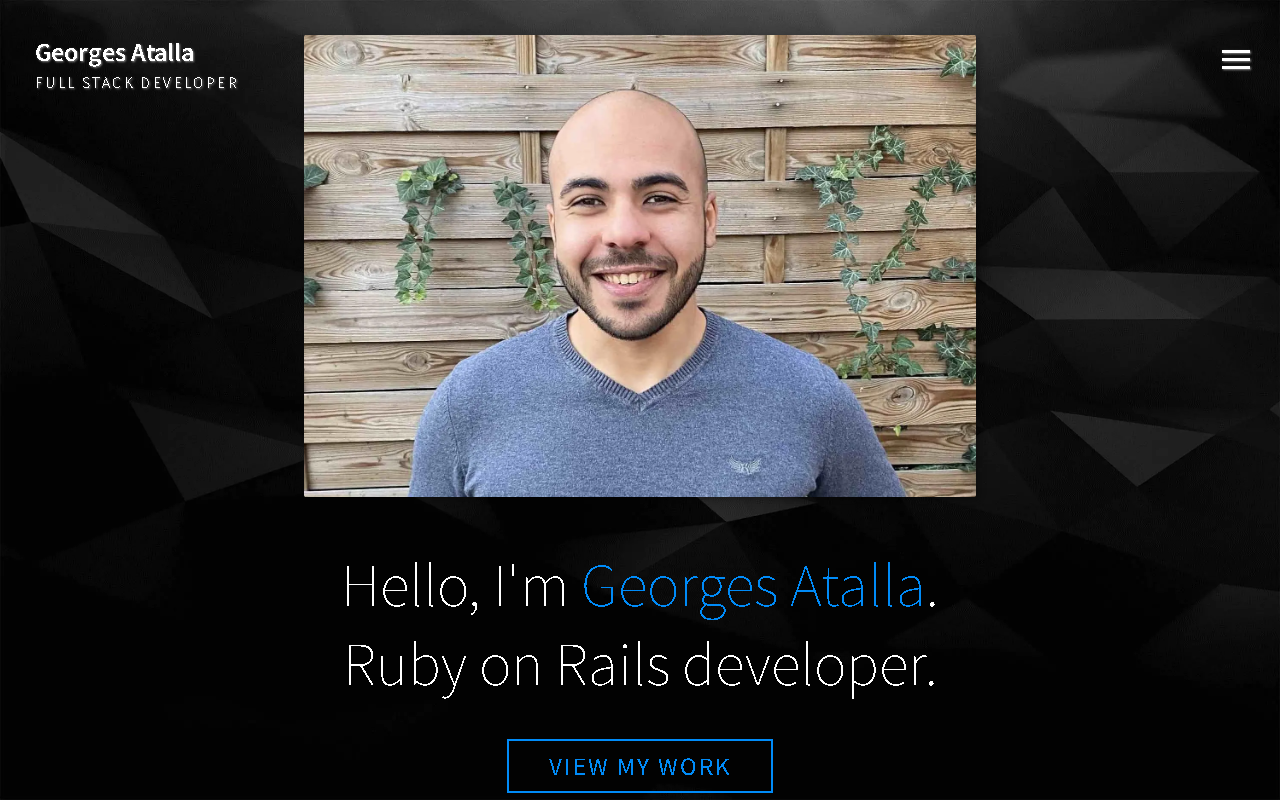 Georges Atalla
FULL STACK DEVELOPER
Hello, I'm Georges Atalla.
Ruby on Rails developer.
VIEW MY WORK